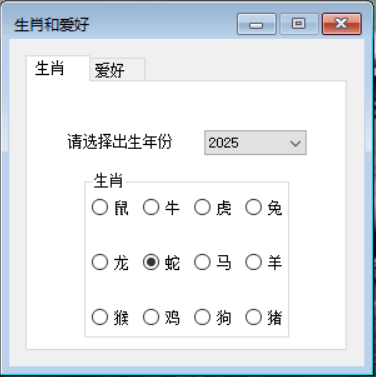 生肖和爱好
生肖 爱好
请选择出生年份 2025
生肖
鼠 牛 虎 兔
龙 蛇 马 羊
猴 鸡 狗 猪